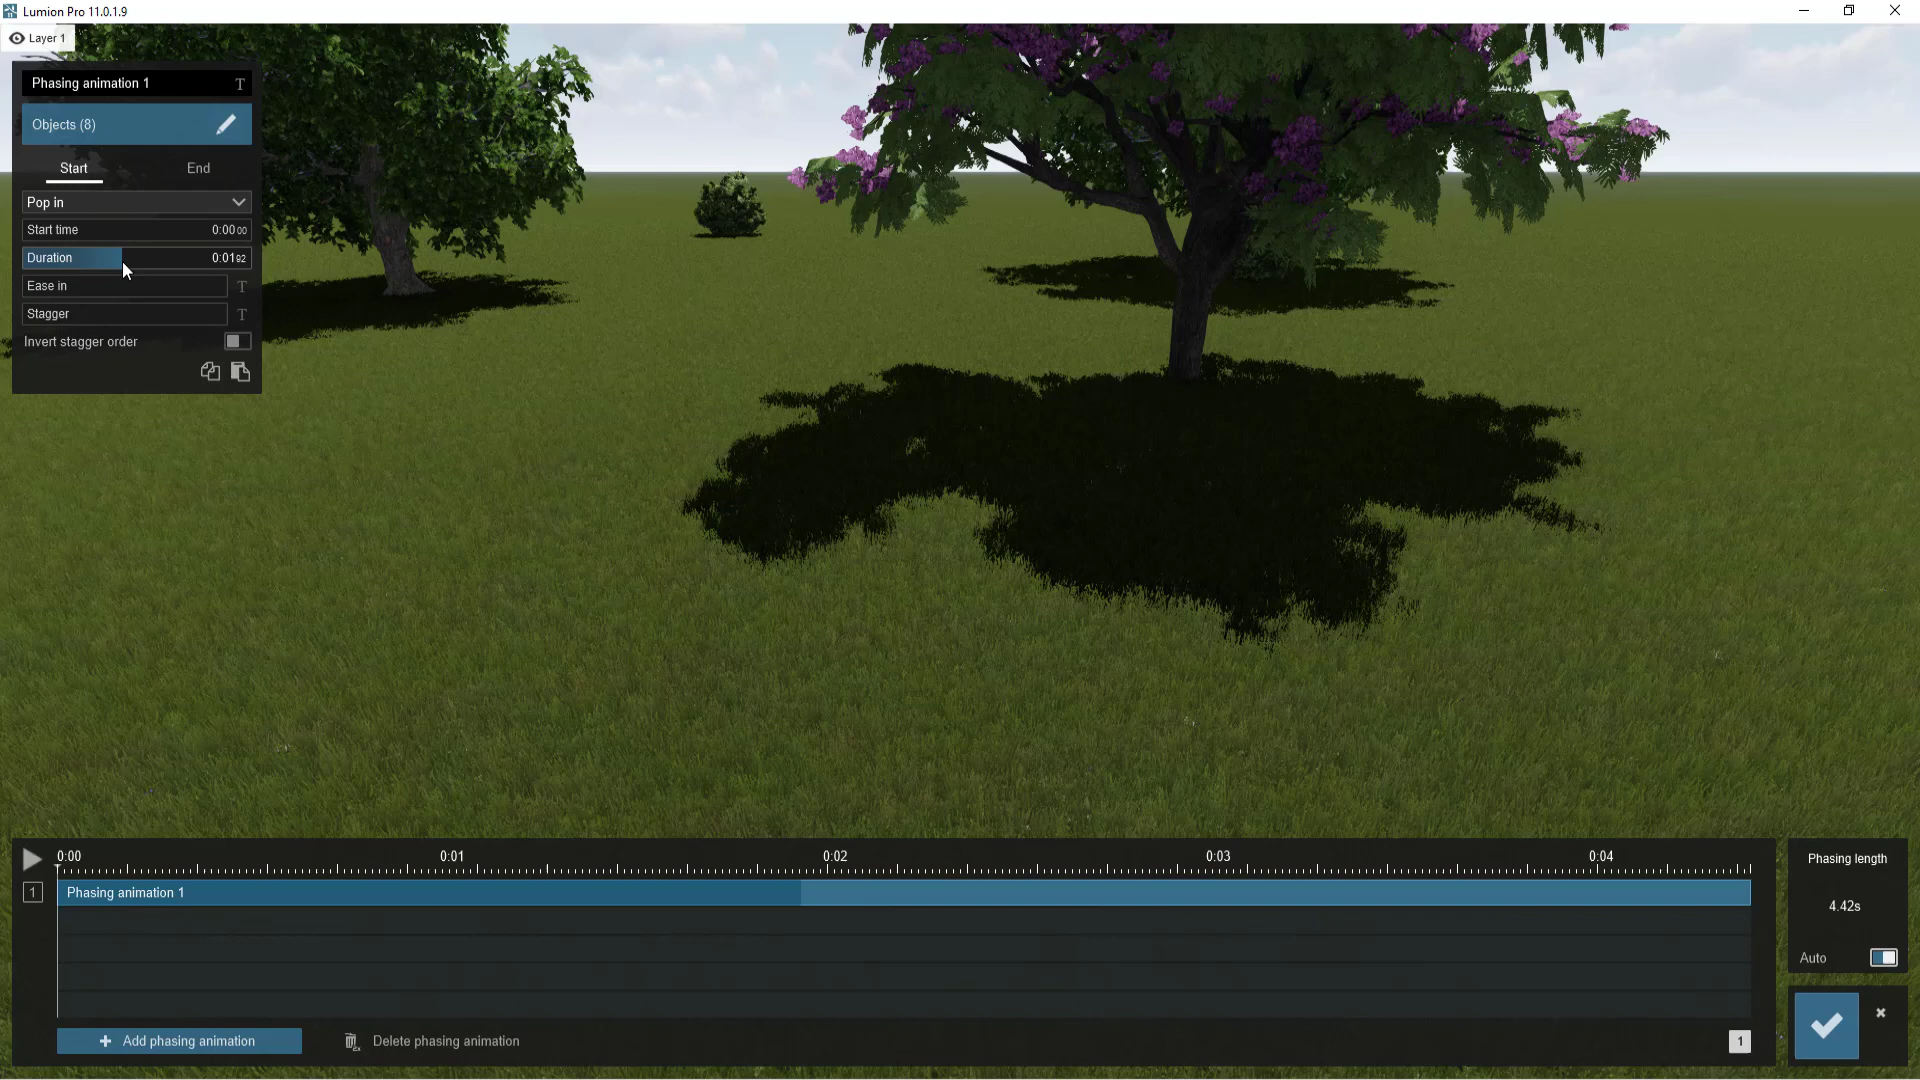 Lumion Pro 11.0.1.9
Layer 1
Phasing animation 1 T
Objects (8)
Start End
Pop in
Start time 0:00 00
Duration 0:01 92
Ease in T
Stagger T
Invert stagger order
0:00 0:01 0:02 0:03 0:04
1 Phasing animation 1
Phasing length
4.42s
Auto
+ Add phasing animation
Delete phasing animation
1